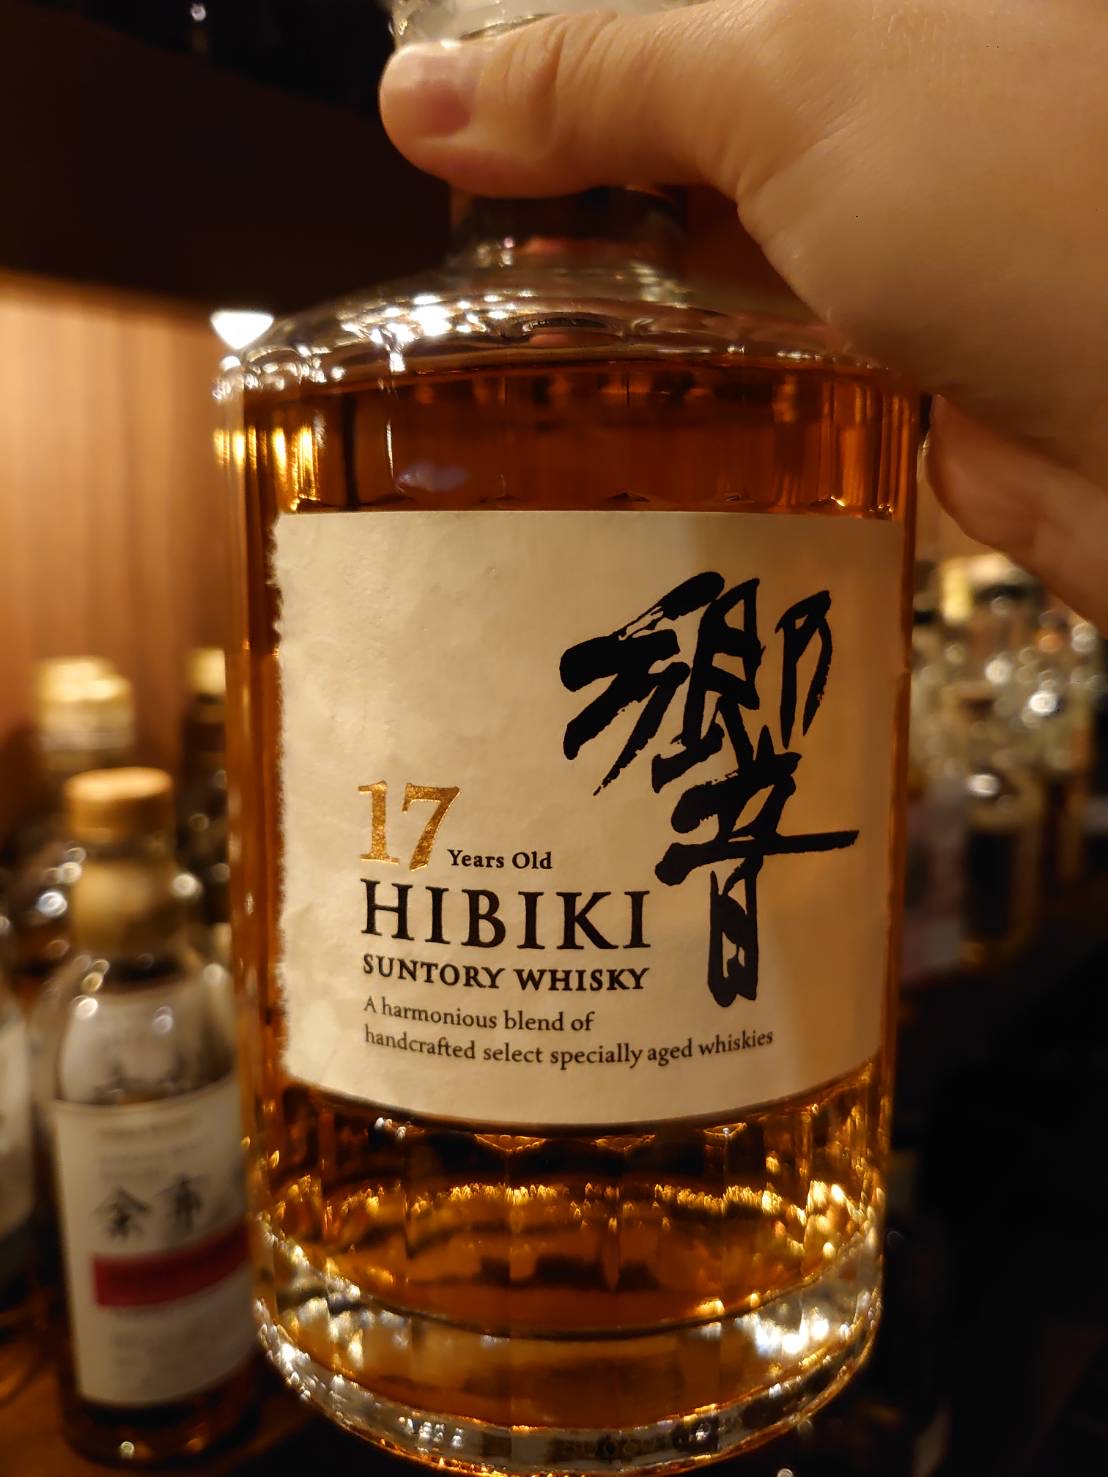 響
17 Years Old
HIBIKI
SUNTORY WHISKY
A harmonious blend of
handcrafted select specially aged whiskies
余市